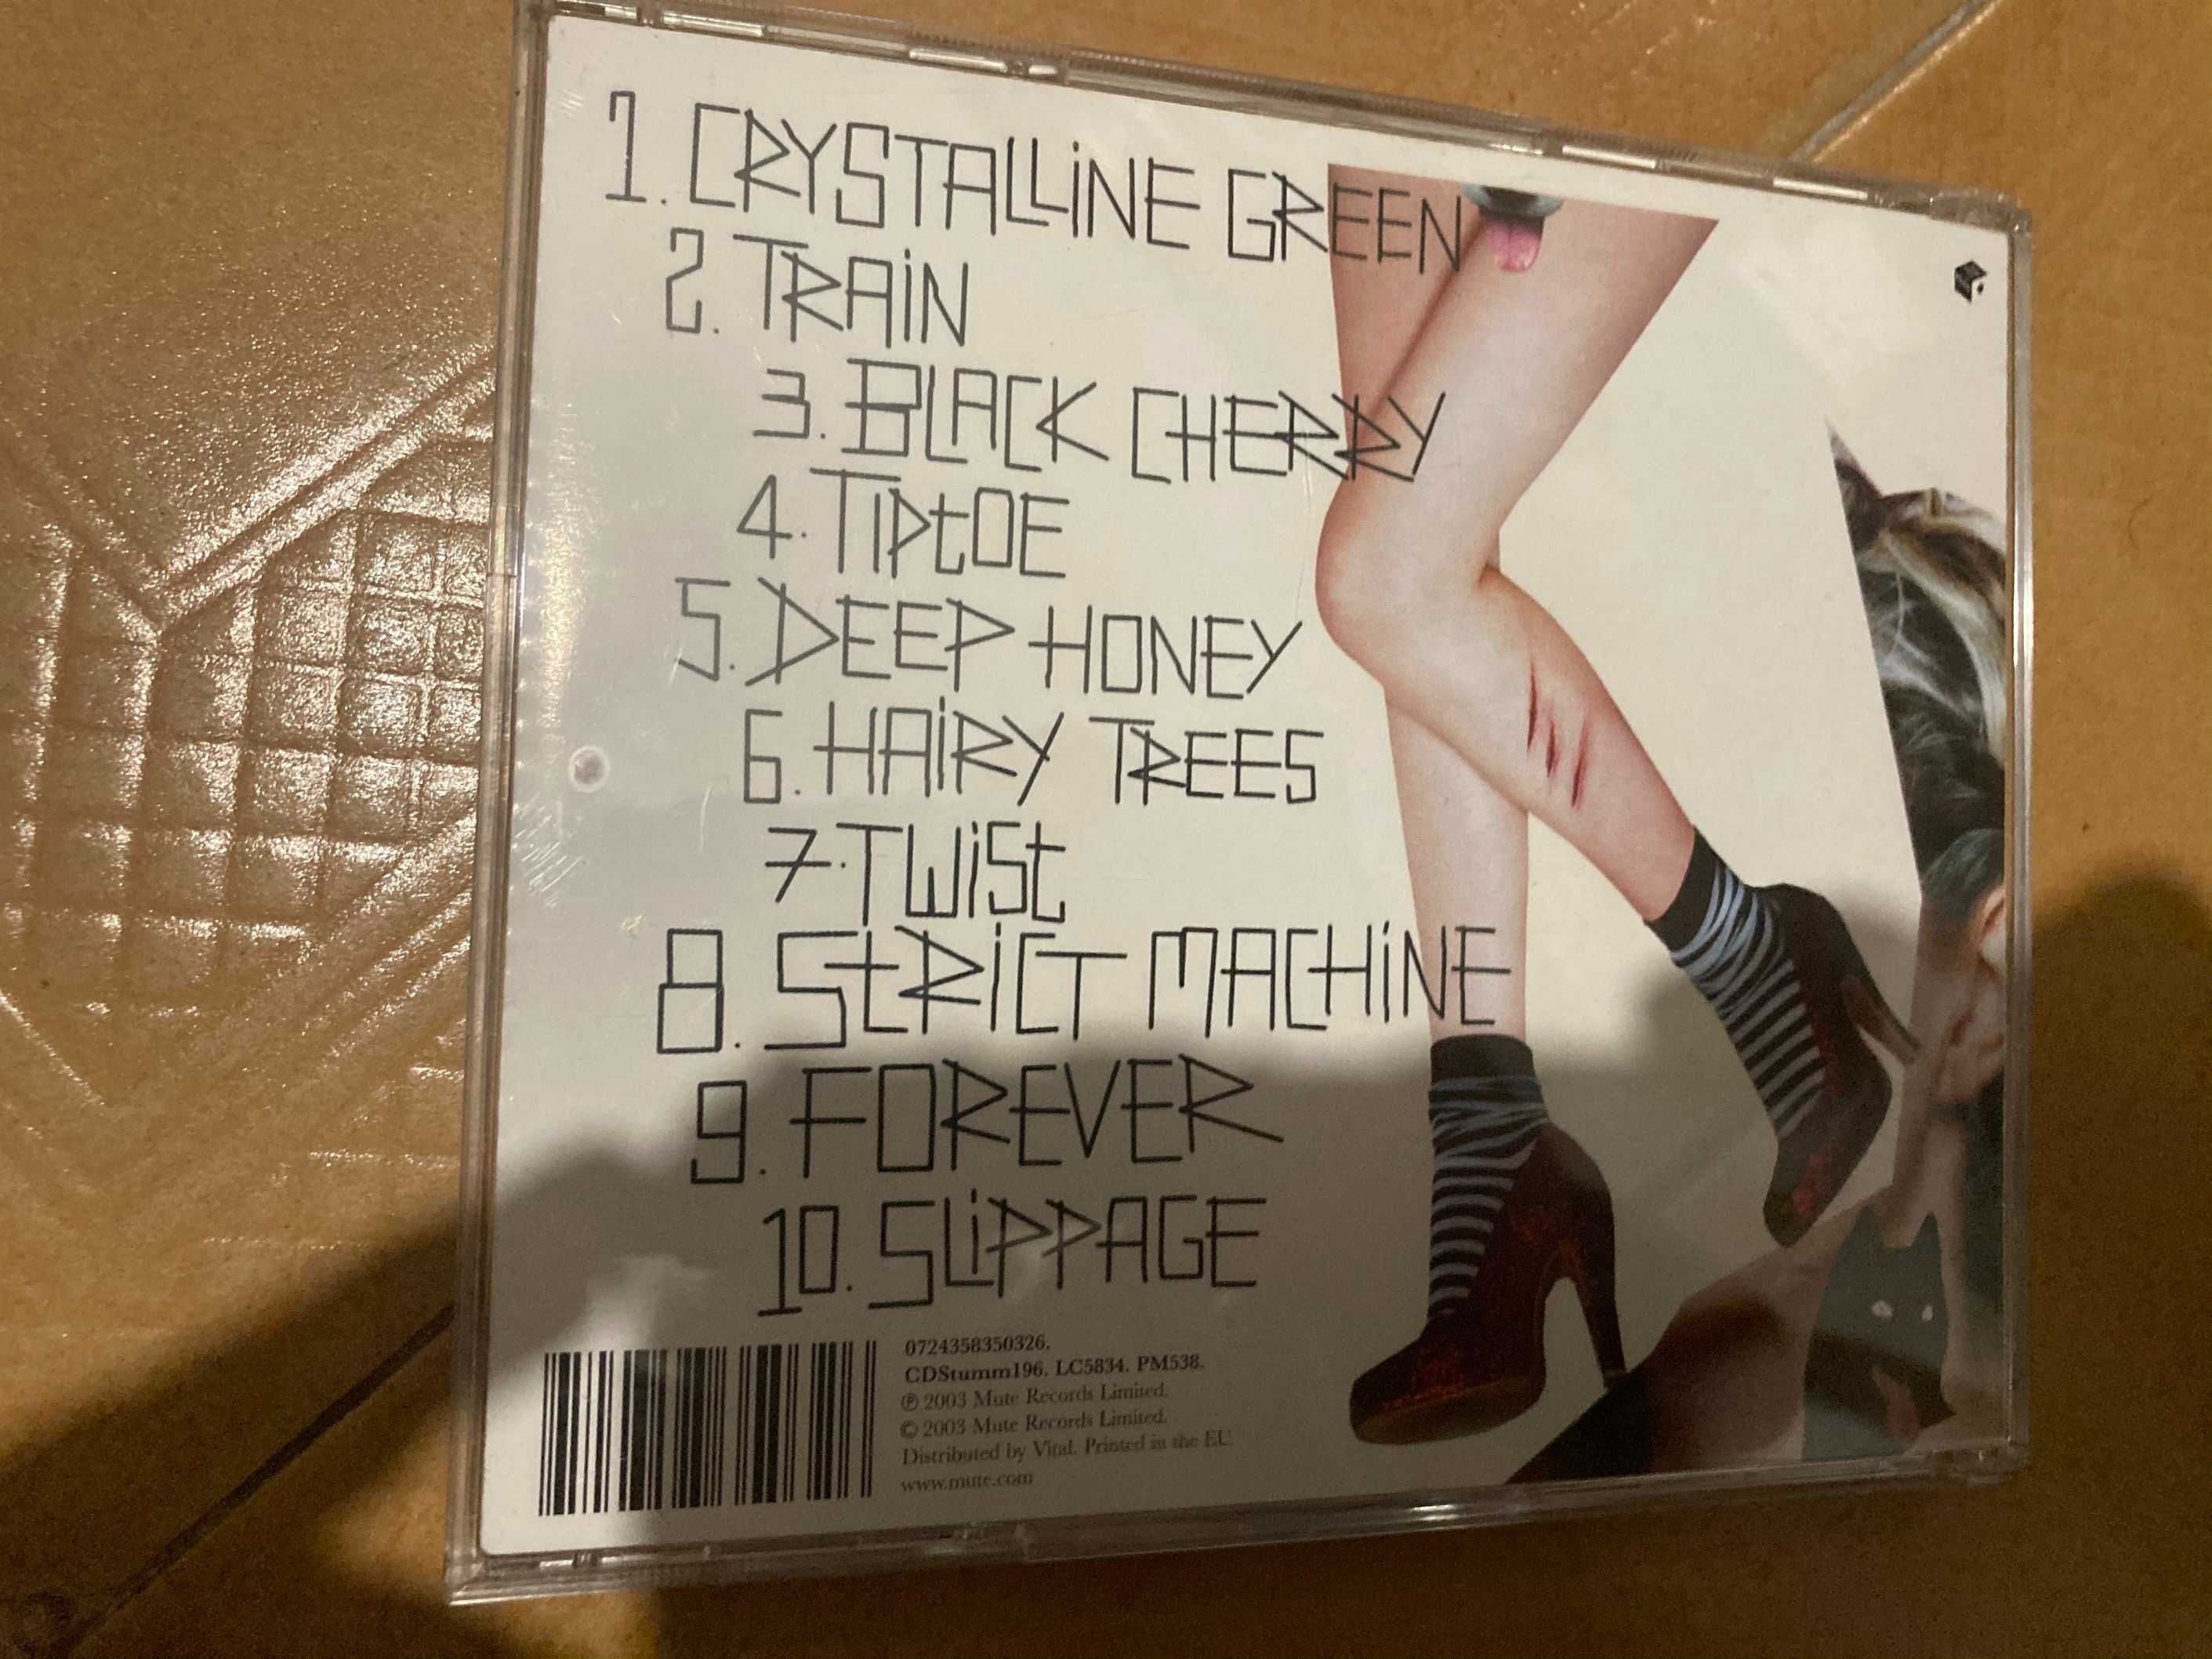 1. CRYSTALLiNE GREEN
2. TRAiN
3. BLACK CHERRY
4. TiPtOE
5. DEEP HONEY
6. HAiRY TREES
7. TWiSt
8. StRiCT MACHiNE
9. FOREVER
10. SLiPPAGE
0724358350326.
CDStumm196. LC5834. PM538.
℗ 2003 Mute Records Limited.
© 2003 Mute Records Limited.
Distributed by Vital. Printed in the EU
www.mute.com